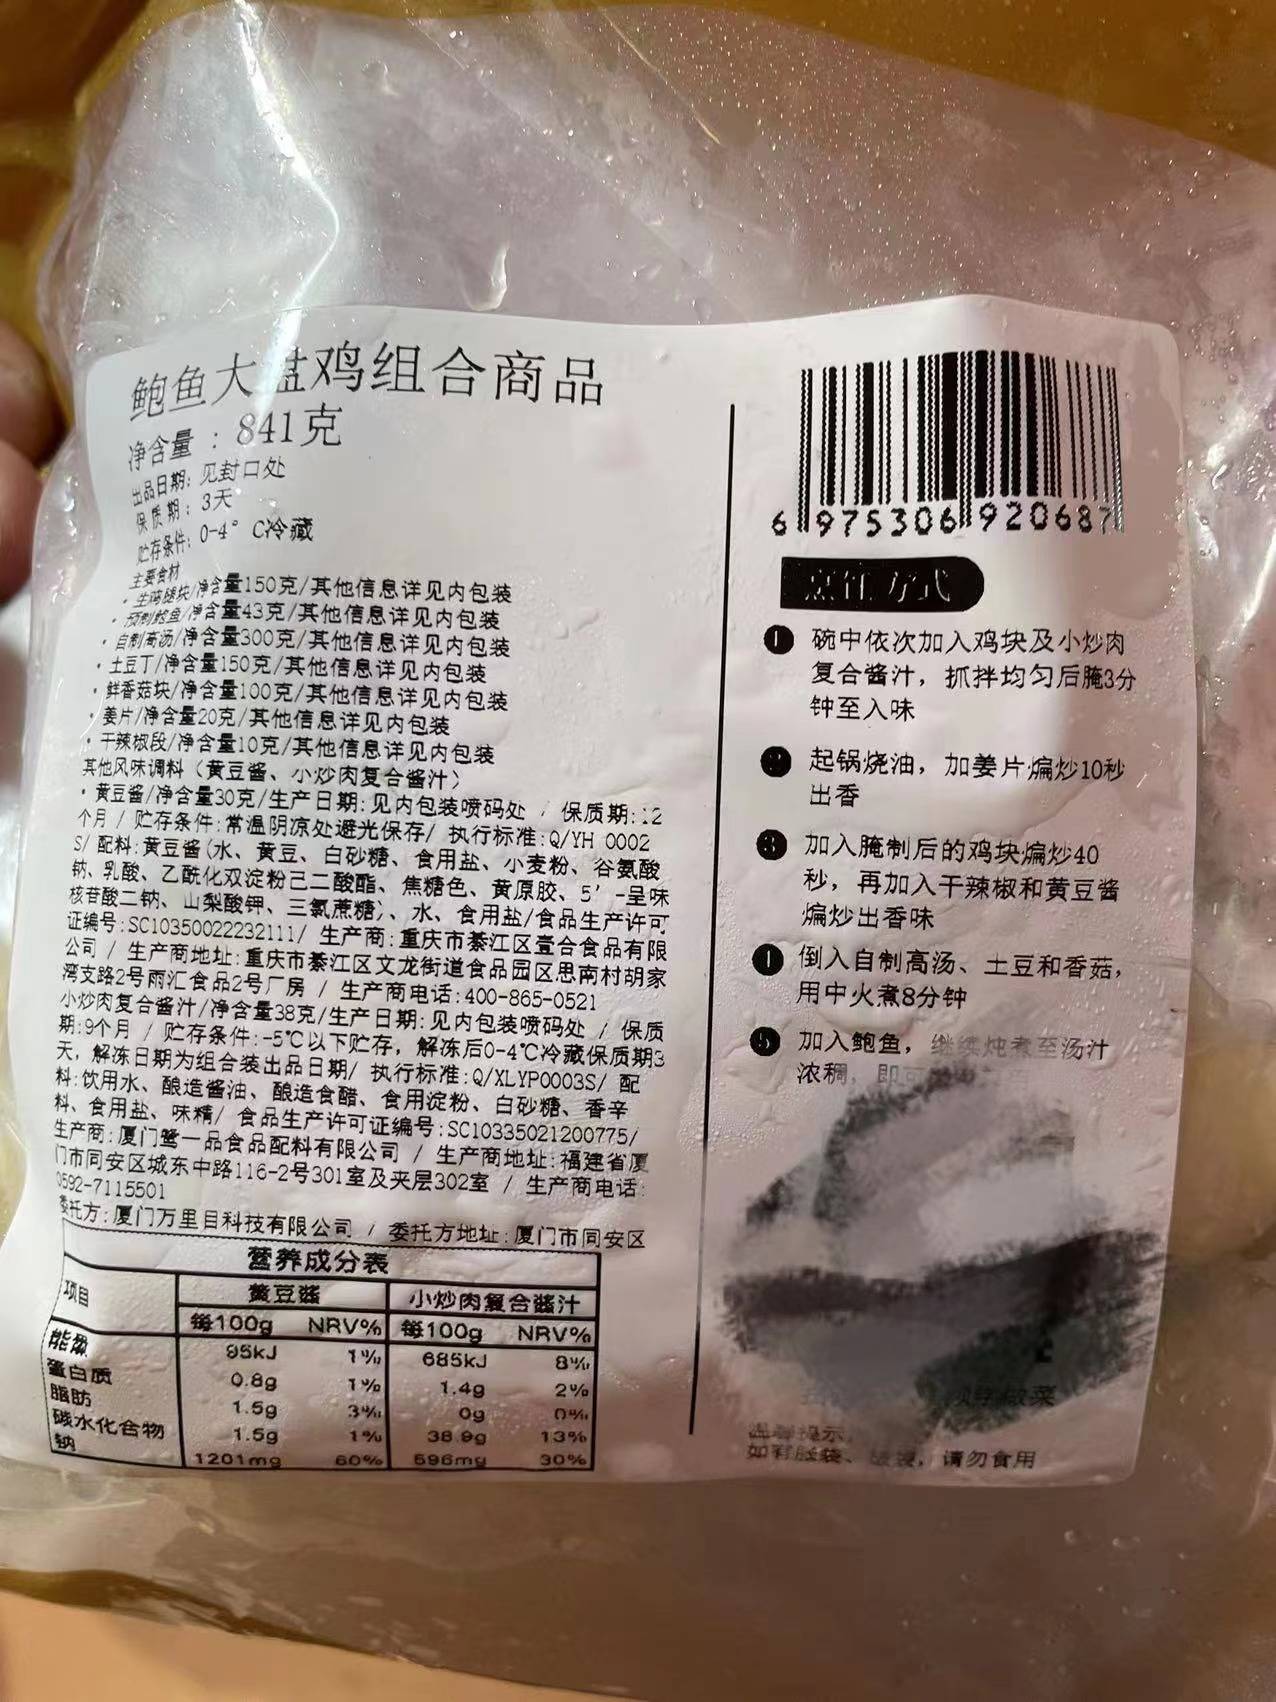 鲍鱼大盘鸡组合商品
净含量：841克
出品日期：见封口处
保质期：3天
贮存条件：0-4°C冷藏
主要食材
·生鸡腿块/净含量150克/其他信息详见内包装
·预制鲍鱼/净含量43克/其他信息详见内包装
·自制高汤/净含量300克/其他信息详见内包装
·土豆丁/净含量150克/其他信息详见内包装
·鲜香菇块/净含量100克/其他信息详见内包装
·姜片/净含量20克/其他信息详见内包装
·干辣椒段/净含量10克/其他信息详见内包装
其他风味调料（黄豆酱、小炒肉复合酱汁）
·黄豆酱/净含量30克/生产日期:见内包装喷码处 / 保质期:12
个月 / 贮存条件:常温阴凉处避光保存/ 执行标准:Q/YH 0002
S/ 配料:黄豆酱(水、黄豆、白砂糖、食用盐、小麦粉、谷氨酸
钠、乳酸、乙酰化双淀粉己二酸酯、焦糖色、黄原胶、5’-呈味
核苷酸二钠、山梨酸钾、三氯蔗糖)、水、食用盐/食品生产许可
证编号:SC10350022232111/ 生产商:重庆市綦江区壹合食品有限
公司 / 生产商地址:重庆市綦江区文龙街道食品园区思南村胡家
湾支路2号雨汇食品2号厂房 / 生产商电话:400-865-0521
小炒肉复合酱汁/净含量38克/生产日期:见内包装喷码处 / 保质
期:9个月 / 贮存条件:-5℃以下贮存，解冻后0-4℃冷藏保质期3
天，解冻日期为组合装出品日期/ 执行标准:Q/XLYP0003S/ 配
料:饮用水、酿造酱油、酿造食醋、食用淀粉、白砂糖、香辛
料、食用盐、味精/ 食品生产许可证编号:SC10335021200775/
生产商:厦门鹭一品食品配料有限公司 / 生产商地址:福建省厦
门市同安区城东中路116-2号301室及夹层302室 / 生产商电话:
0592-7115501
委托方:厦门万里目科技有限公司 / 委托方地址:厦门市同安区
营养成分表
项目 黄豆酱 小炒肉复合酱汁
每100g NRV% 每100g NRV%
能量 95kJ 1% 685kJ 8%
蛋白质 0.8g 1% 1.4g 2%
脂肪 1.5g 3% 0g 0%
碳水化合物 1.5g 1% 38.9g 13%
钠 1201mg 60% 596mg 30%
6 975306 920687
烹饪方式
1 碗中依次加入鸡块及小炒肉
复合酱汁，抓拌均匀后腌3分
钟至入味
2 起锅烧油，加姜片煸炒10秒
出香
3 加入腌制后的鸡块煸炒40
秒，再加入干辣椒和黄豆酱
煸炒出香味
1 倒入自制高汤、土豆和香菇，
用中火煮8分钟
5 加入鲍鱼，继续炖煮至汤汁
浓稠，即可
做菜
温馨提示
如有胀袋、破袋，请勿食用